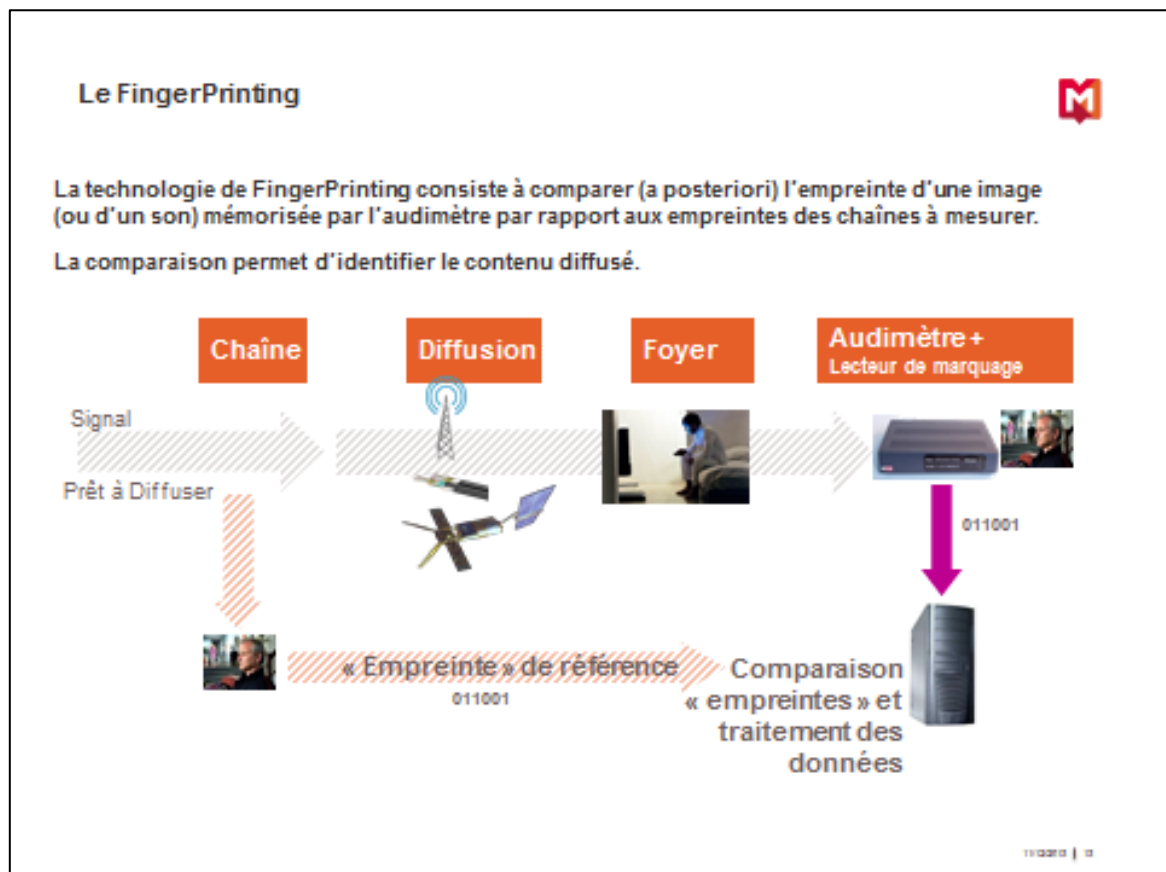 Le FingerPrinting
M
La technologie de FingerPrinting consiste à comparer (a posteriori) l'empreinte d'une image
(ou d'un son) mémorisée par l'audimètre par rapport aux empreintes des chaînes à mesurer.
La comparaison permet d'identifier le contenu diffusé.
Chaîne
Diffusion
Foyer
Audimètre +
Lecteur de marquage
Signal
Prêt à Diffuser
011001
« Empreinte » de référence
011001
Comparaison
« empreintes » et
traitement des
données